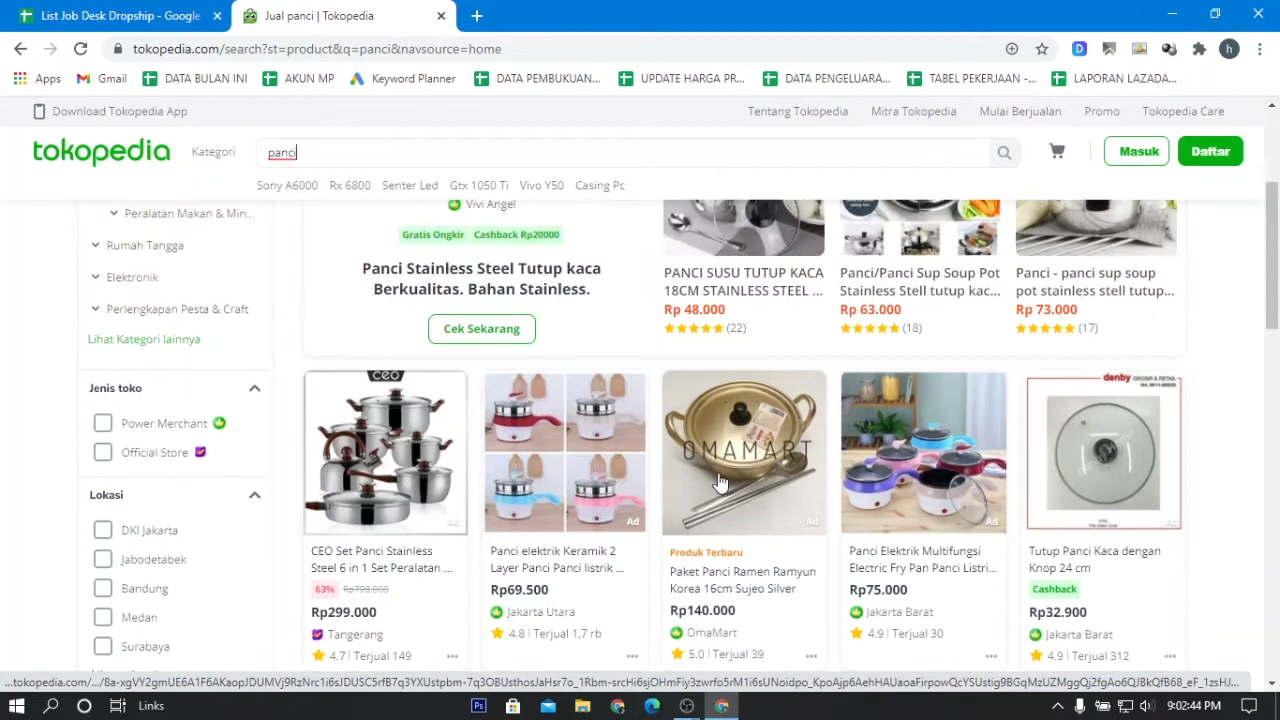 List Job Desk Dropship - Google
Jual panci | Tokopedia
tokopedia.com/search?st=product&q=panci&navsource=home
h
Apps
Gmail
DATA BULAN INI
AKUN MP
Keyword Planner
DATA PEMBUKUAN...
UPDATE HARGA PR...
DATA PENGELUARA...
TABEL PEKERJAAN -...
LAPORAN LAZADA...
Download Tokopedia App
Tentang Tokopedia
Mitra Tokopedia
Mulai Berjualan
Promo
Tokopedia Care
tokopedia
Kategori
panci
Masuk
Daftar
Sony A6000
Rx 6800
Senter Led
Gtx 1050 Ti
Vivo Y50
Casing Pc
Peralatan Makan & Min...
Rumah Tangga
Elektronik
Perlengkapan Pesta & Kraft
Lihat Kategori lainnya
Jenis toko
Power Merchant
Official Store
Lokasi
DKI Jakarta
Jabodetabek
Bandung
Medan
Surabaya
Vivi Angel
Gratis Ongkir
Cashback Rp20000
Panci Stainless Steel Tutup kaca
Berkualitas. Bahan Stainless.
Cek Sekarang
PANCI SUSU TUTUP KACA
18CM STAINLESS STEEL ...
Rp 48.000
(22)
Panci/Panci Sup Soup Pot
Stainless Stell tutup kac...
Rp 63.000
(18)
Panci - panci sup soup
pot stainless stell tutup...
Rp 73.000
(17)
ceo
Ad
CEO Set Panci Stainless
Steel 6 in 1 Set Peralatan ...
63% Rp798.000
Rp299.000
Tangerang
4.7 | Terjual 149
Ad
Panci elektrik Keramik 2
Layer Panci Panci listrik ...
Rp69.500
Jakarta Utara
4.8 | Terjual 1,7 rb
OMAMART
Ad
Produk Terbaru
Paket Panci Ramen Ramyun
Korea 16cm Sujeo Silver
Rp140.000
OmaMart
5.0 | Terjual 39
Ad
Panci Elektrik Multifungsi
Electric Fry Pan Panci Listri...
Rp75.000
Jakarta Barat
4.9 | Terjual 30
denby GROSIR & RETAIL
Ad
Tutup Panci Kaca dengan
Knop 24 cm
Cashback
Rp32.900
Jakarta Barat
4.9 | Terjual 312
Links
Ps
9:02:44 PM